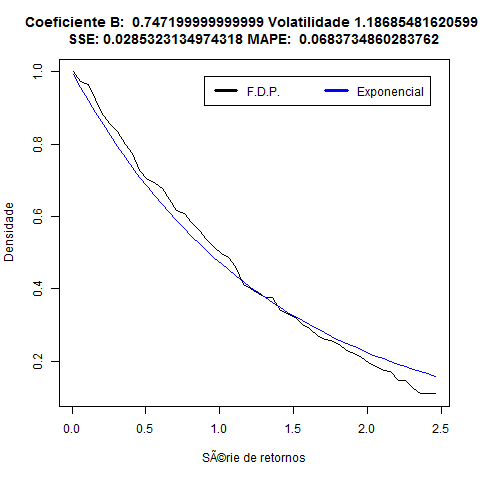 Coeficiente B:  0.747199999999999 Volatilidade 1.18685481620599
SSE: 0.0285323134974318 MAPE:  0.0683734860283762
F.D.P.
Exponencial
Densidade
1.0
0.8
0.6
0.4
0.2
0.0
0.5
1.0
1.5
2.0
2.5
SÃ©rie de retornos